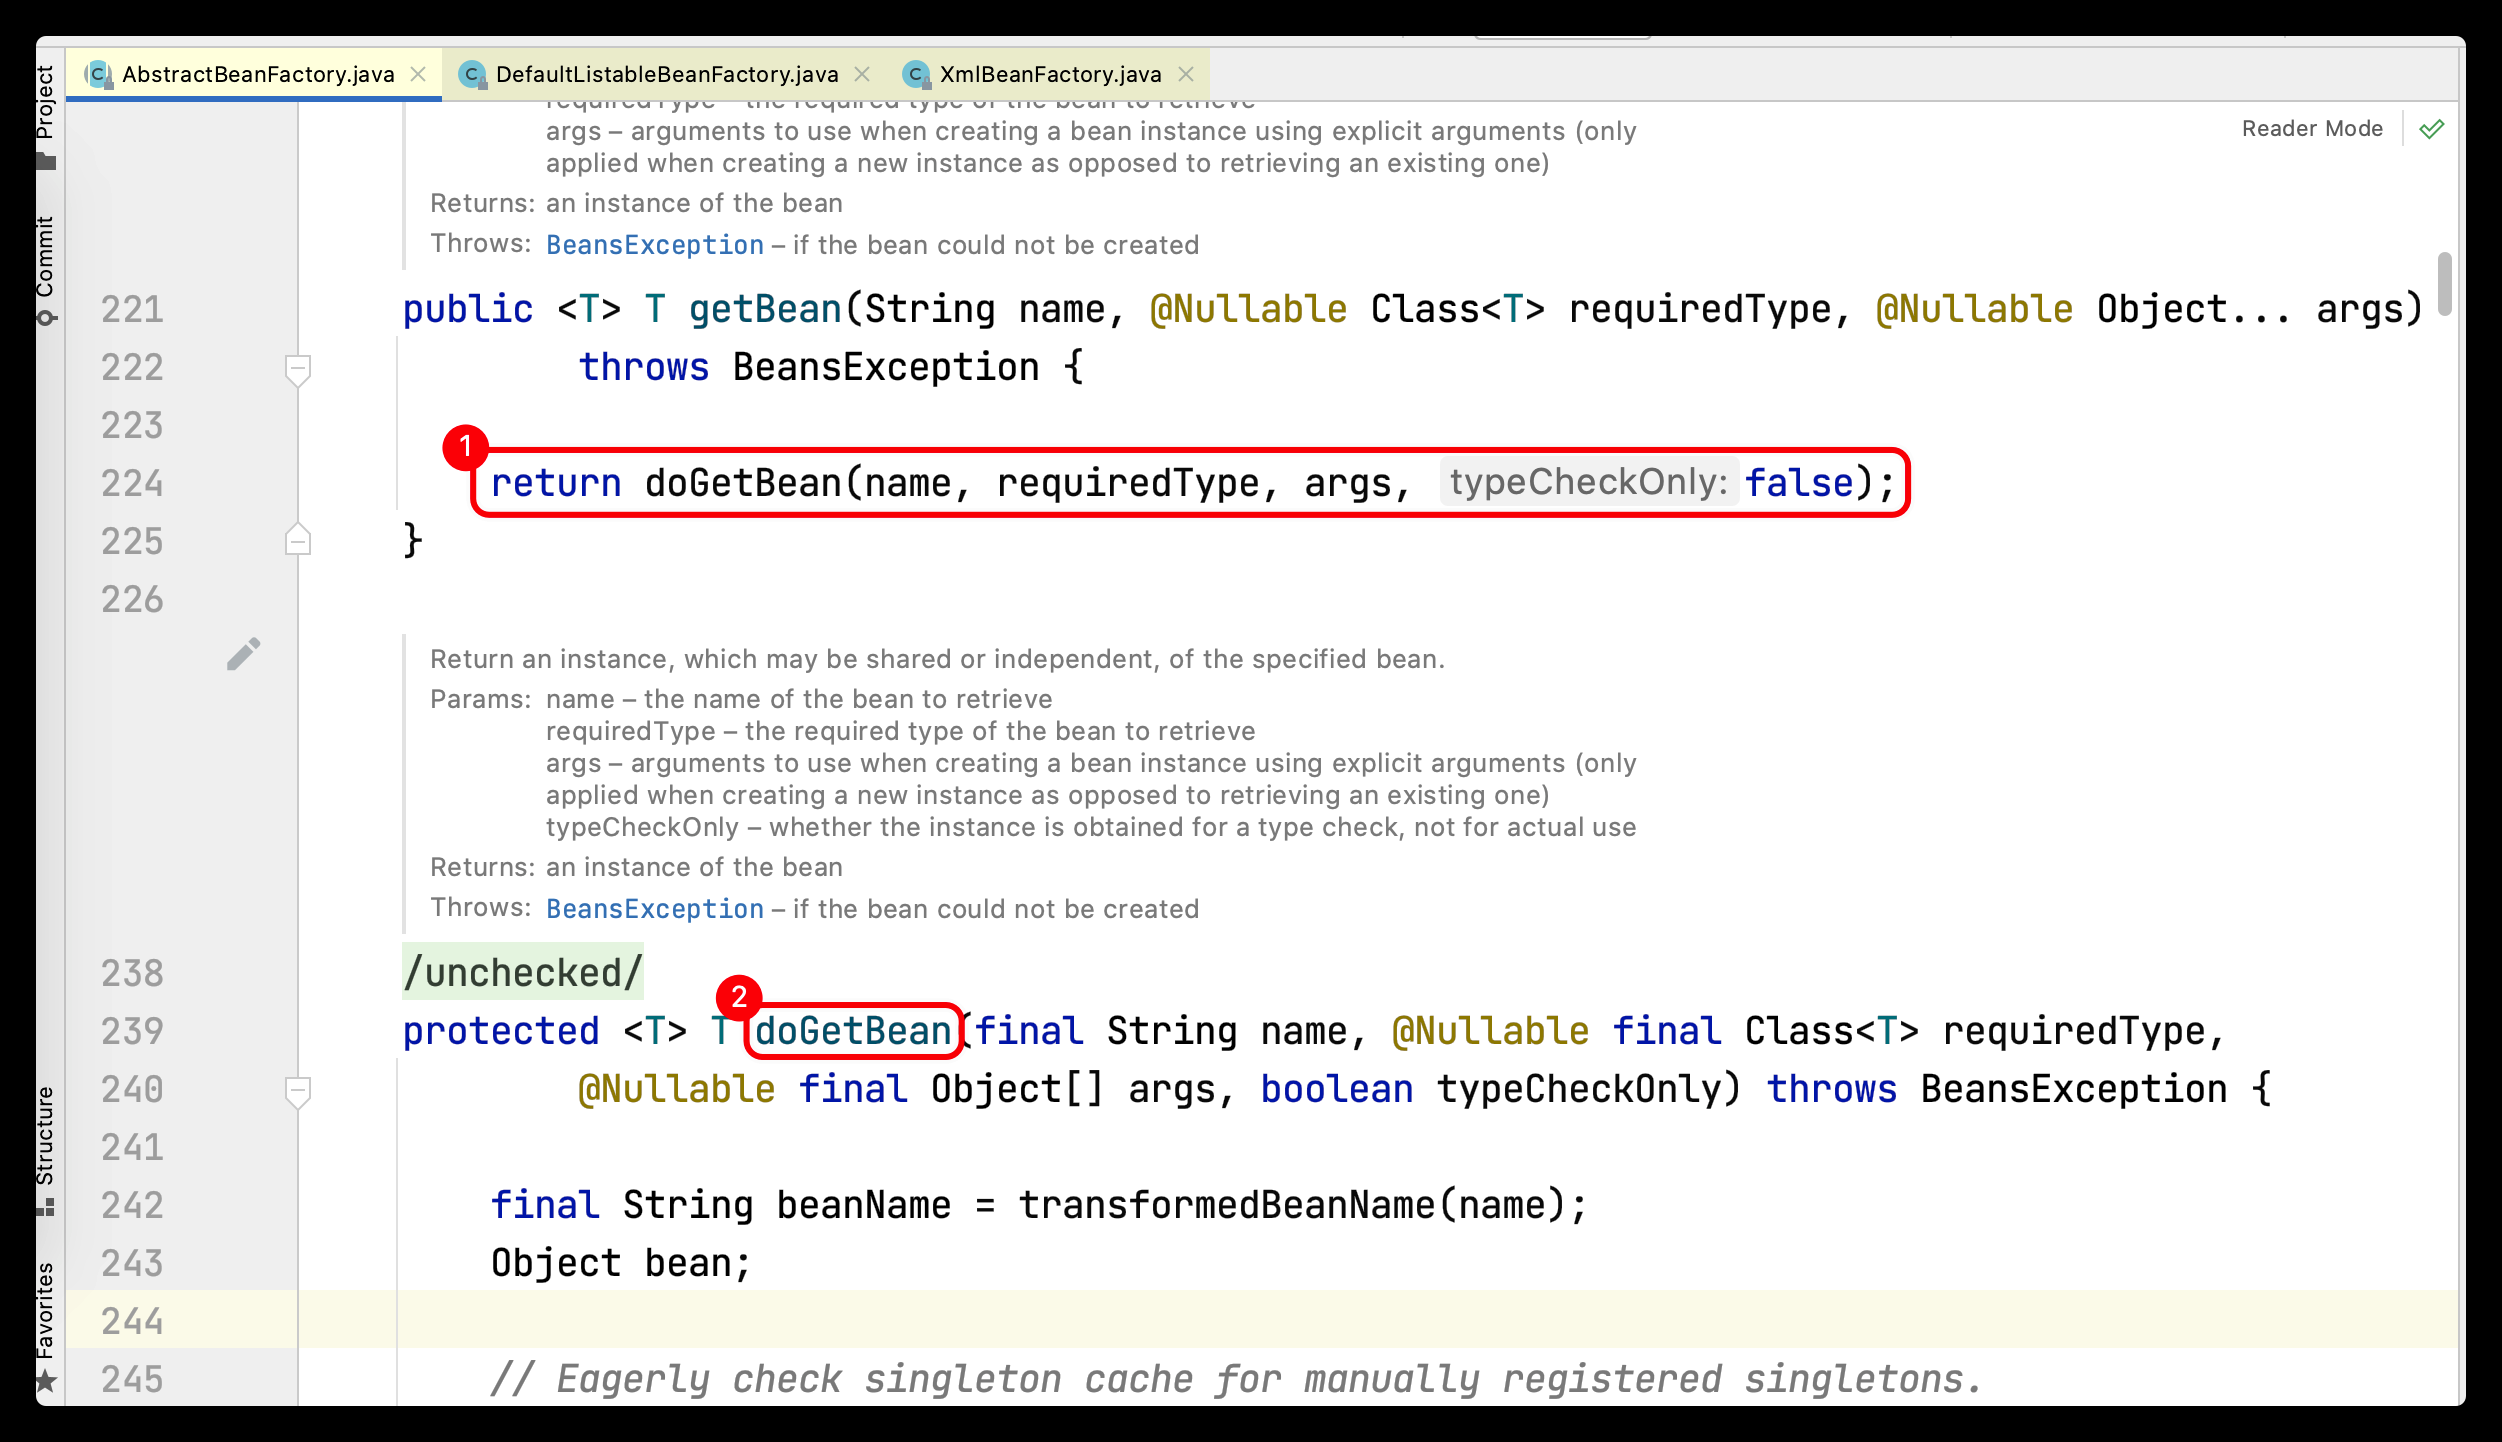 AbstractBeanFactory.java
DefaultListableBeanFactory.java
XmlBeanFactory.java
Project
Commit
Structure
Favorites
Reader Mode
requiredType – the required type of the bean to retrieve
args – arguments to use when creating a bean instance using explicit arguments (only
applied when creating a new instance as opposed to retrieving an existing one)
Returns: an instance of the bean
Throws: BeansException – if the bean could not be created
221 public <T> T getBean(String name, @Nullable Class<T> requiredType, @Nullable Object... args)
222 throws BeansException {
223
1
224 return doGetBean(name, requiredType, args, typeCheckOnly: false);
225 }
226
Return an instance, which may be shared or independent, of the specified bean.
Params: name – the name of the bean to retrieve
requiredType – the required type of the bean to retrieve
args – arguments to use when creating a bean instance using explicit arguments (only
applied when creating a new instance as opposed to retrieving an existing one)
typeCheckOnly – whether the instance is obtained for a type check, not for actual use
Returns: an instance of the bean
Throws: BeansException – if the bean could not be created
238 /unchecked/
2
239 protected <T> T doGetBean(final String name, @Nullable final Class<T> requiredType,
240 @Nullable final Object[] args, boolean typeCheckOnly) throws BeansException {
241
242 final String beanName = transformedBeanName(name);
243 Object bean;
244
245 // Eagerly check singleton cache for manually registered singletons.